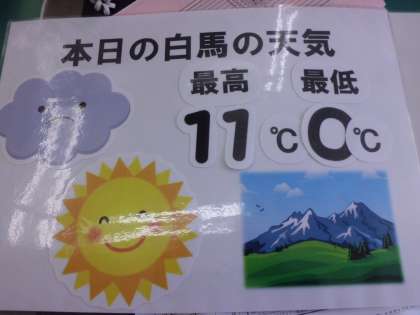 本日の白馬の天気
最高 最低
11℃ 0℃